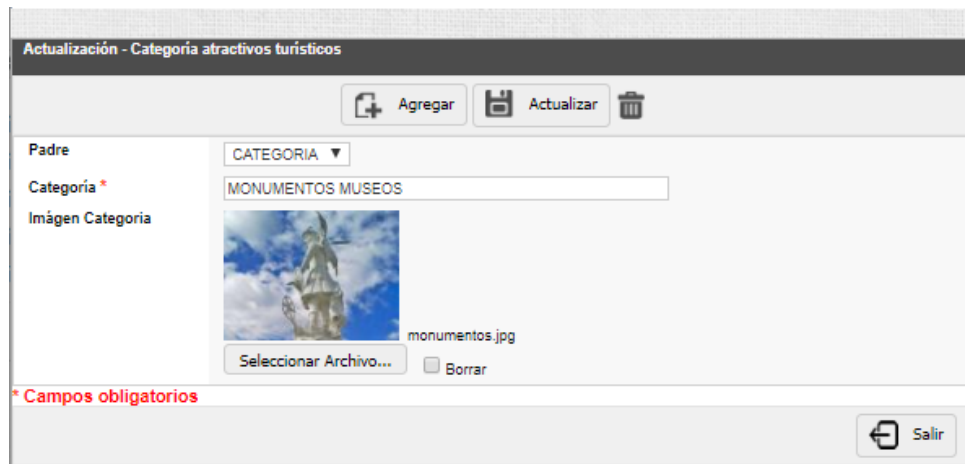 Actualización - Categoría atractivos turísticos
Agregar Actualizar
Padre CATEGORIA
Categoría * MONUMENTOS MUSEOS
Imágen Categoria
monumentos.jpg
Seleccionar Archivo... Borrar
* Campos obligatorios
Salir